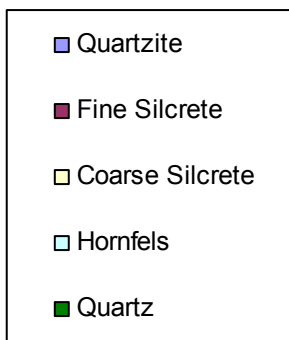 Quartzite
Fine Silcrete
Coarse Silcrete
Hornfels
Quartz